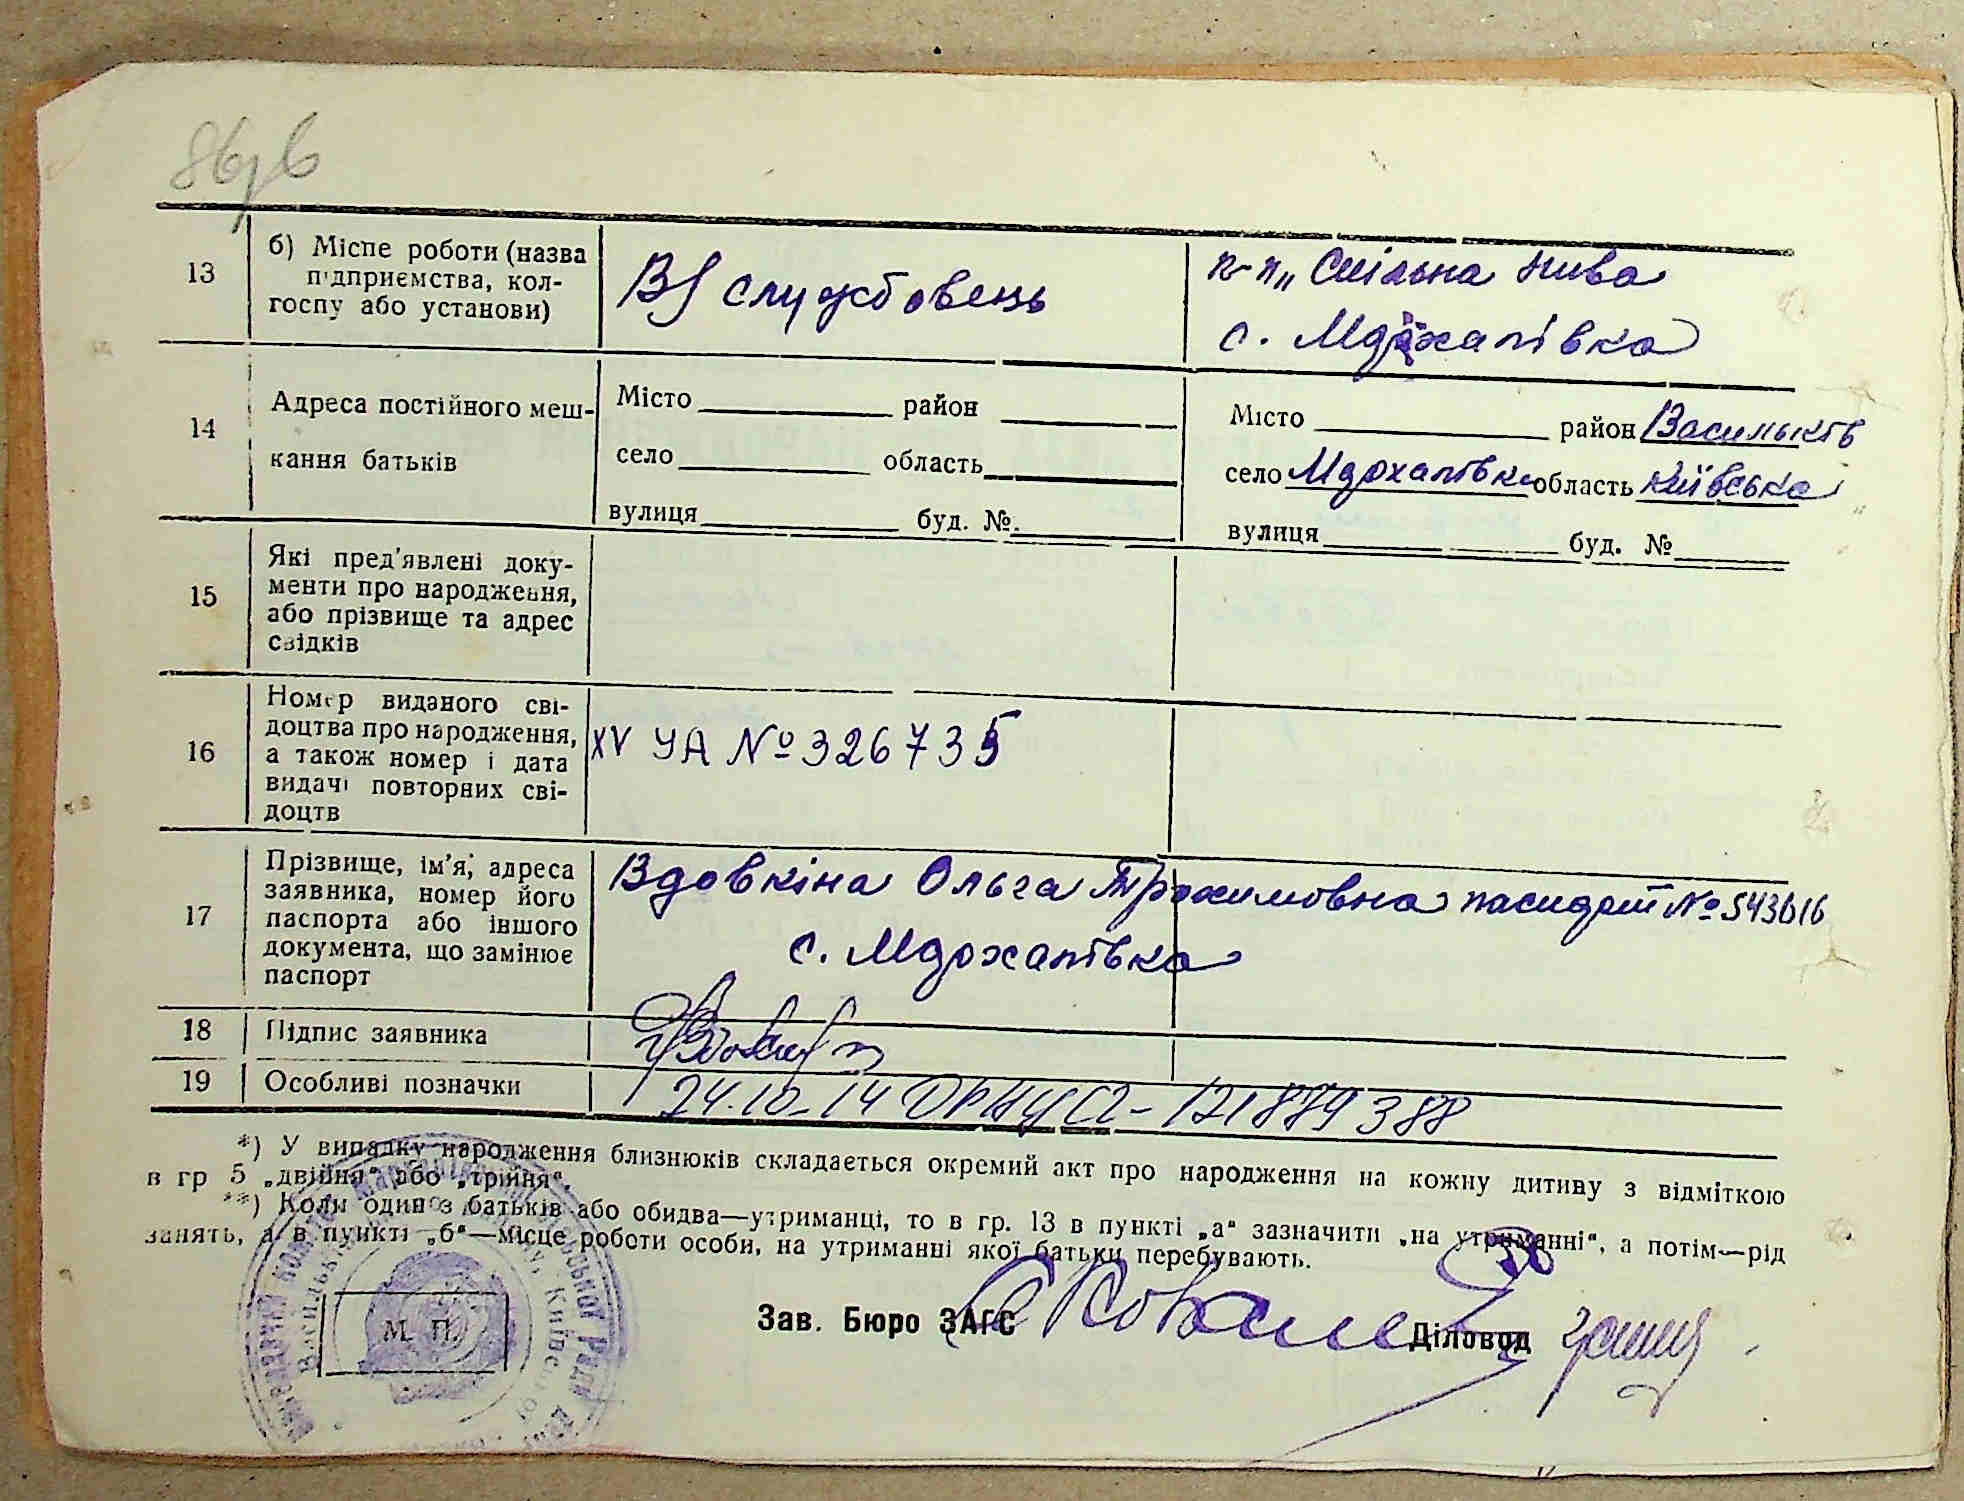 86
13
б) Місце роботи (назва
підприємства, кол-
госпу або установи)
В/службовець
к-п „Спільна Нива
с. Мархалівка
14
Адреса постійного меш-
кання батьків
Місто район
село область
вулиця буд. №.
Місто район Васильків
село Мархалівка область Київська
вулиця буд. №
15
Які пред'явлені доку-
менти про народження,
або прізвище та адрес
свідків
16
Номер виданого сві-
доцтва про народження,
а також номер і дата
видачі повторних сві-
доцтв
XV УА № 326735
17
Прізвище, ім'я, адреса
заявника, номер його
паспорта або іншого
документа, що замінює
паспорт
Вдовкіна Ольга Трохимовна паспорт № 543616
с. Мархалівка
18
Підпис заявника
19
Особливі позначки
24.10.14 121879388
*) У випадку народження близнюків складається окремий акт про народження на кожну дитину з відміткою
в гр 5 „двійня“ або „трійня“.
**) Коли один з батьків або обидва—утриманці, то в гр. 13 в пункті „а“ зазначити „на утриманні“, а потім—рід
занять, а в пункті „б“—місце роботи особи, на утриманні якої батьки перебувають.
М. П.
Зав. Бюро ЗАГС
Діловод